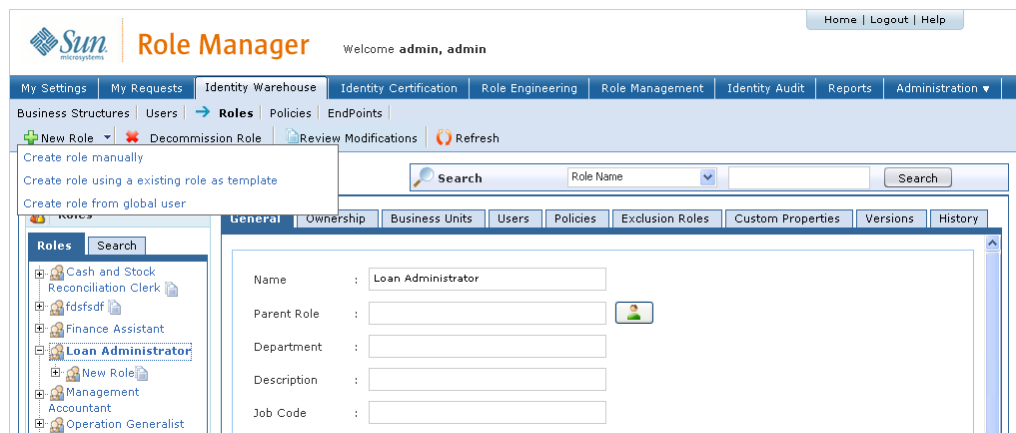 Home | Logout | Help
Sun
microsystems
Role Manager
Welcome admin, admin
My Settings My Requests Identity Warehouse Identity Certification Role Engineering Role Management Identity Audit Reports Administration ▼
Business Structures Users → Roles Policies EndPoints
New Role Decommission Role Review Modifications Refresh
Create role manually
Create role using a existing role as template
Create role from global user
Search Role Name Search
Roles
General Ownership Business Units Users Policies Exclusion Roles Custom Properties Versions History
Roles Search
Cash and Stock
Reconciliation Clerk
fdsfsdf
Finance Assistant
Loan Administrator
New Role
Management
Accountant
Operation Generalist
Name : Loan Administrator
Parent Role :
Department :
Description :
Job Code :